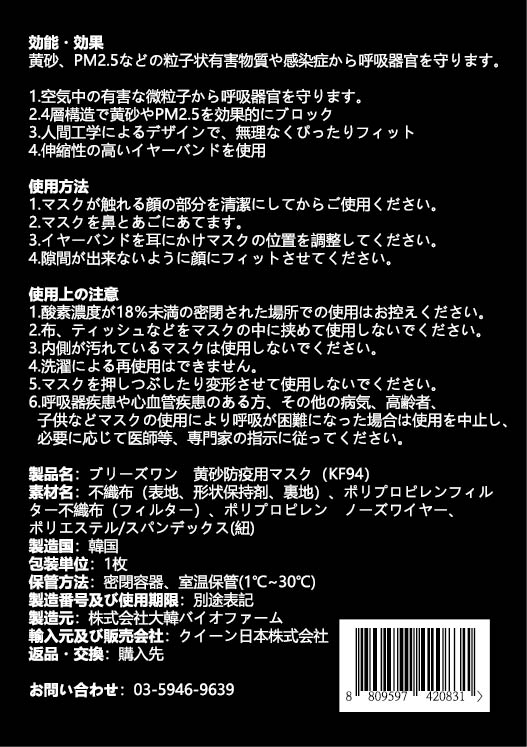 効能・効果
黄砂、PM2.5などの粒子状有害物質や感染症から呼吸器官を守ります。
1.空気中の有害な微粒子から呼吸器官を守ります。
2.4層構造で黄砂やPM2.5を効果的にブロック
3.人間工学によるデザインで、無理なくぴったりフィット
4.伸縮性の高いイヤーバンドを使用
使用方法
1.マスクが触れる顔の部分を清潔にしてからご使用ください。
2.マスクを鼻とあごにあてます。
3.イヤーバンドを耳にかけマスクの位置を調整してください。
4.隙間が出来ないように顔にフィットさせてください。
使用上の注意
1.酸素濃度が18%未満の密閉された場所での使用はお控えください。
2.布、ティッシュなどをマスクの中に挟めて使用しないでください。
3.内側が汚れているマスクは使用しないでください。
4.洗濯による再使用はできません。
5.マスクを押しつぶしたり変形させて使用しないでください。
6.呼吸器疾患や心血管疾患のある方、その他の病気、高齢者、
子供などマスクの使用により呼吸が困難になった場合は使用を中止し、
必要に応じて医師等、専門家の指示に従ってください。
製品名：ブリーズワン　黄砂防疫用マスク（KF94）
素材名：不織布（表地、形状保持剤、裏地）、ポリプロピレンフィル
ター不織布（フィルター）、ポリプロピレン　ノーズワイヤー、
ポリエステル/スパンデックス(紐)
製造国：韓国
包装単位：1枚
保管方法：密閉容器、室温保管(1℃~30℃)
製造番号及び使用期限：別途表記
製造元：株式会社大韓バイオファーム
輸入元及び販売会社：クイーン日本株式会社
返品・交換：購入先
お問い合わせ：03-5946-9639
8 809597 420831 >